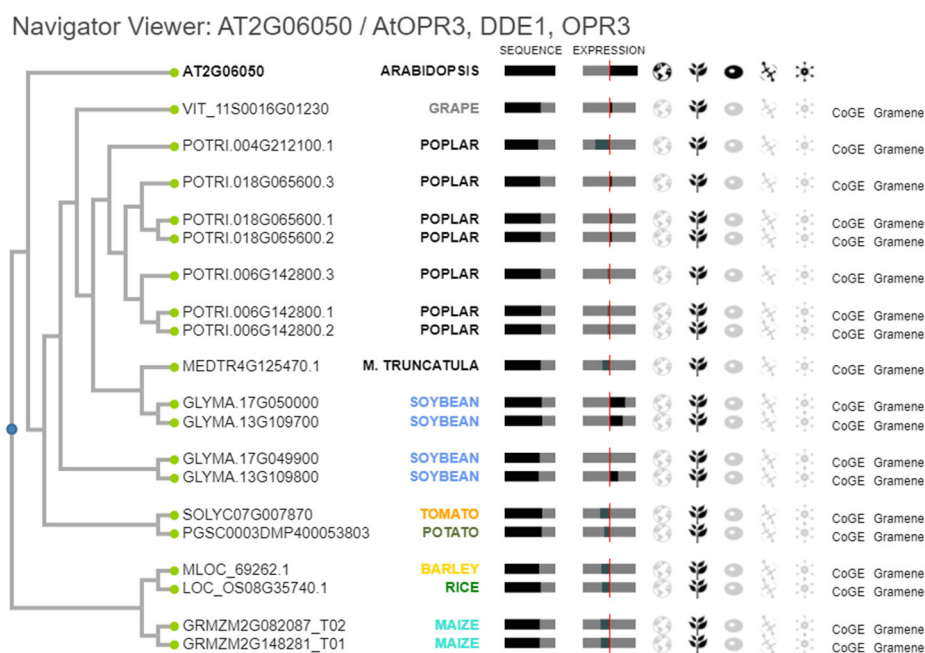 Navigator Viewer: AT2G06050 / AtOPR3, DDE1, OPR3
SEQUENCE EXPRESSION
AT2G06050 ARABIDOPSIS
VIT_11S0016G01230 GRAPE CoGE Gramene
POTRI.004G212100.1 POPLAR CoGE Gramene
POTRI.018G065600.3 POPLAR CoGE Gramene
POTRI.018G065600.1 POPLAR CoGE Gramene
POTRI.018G065600.2 POPLAR CoGE Gramene
POTRI.006G142800.3 POPLAR CoGE Gramene
POTRI.006G142800.1 POPLAR CoGE Gramene
POTRI.006G142800.2 POPLAR CoGE Gramene
MEDTR4G125470.1 M. TRUNCATULA CoGE Gramene
GLYMA.17G050000 SOYBEAN CoGE Gramene
GLYMA.13G109700 SOYBEAN CoGE Gramene
GLYMA.17G049900 SOYBEAN CoGE Gramene
GLYMA.13G109800 SOYBEAN CoGE Gramene
SOLYC07G007870 TOMATO CoGE Gramene
PGSC0003DMP400053803 POTATO CoGE Gramene
MLOC_69262.1 BARLEY CoGE Gramene
LOC_OS08G35740.1 RICE CoGE Gramene
GRMZM2G082087_T02 MAIZE CoGE Gramene
GRMZM2G148281_T01 MAIZE CoGE Gramene